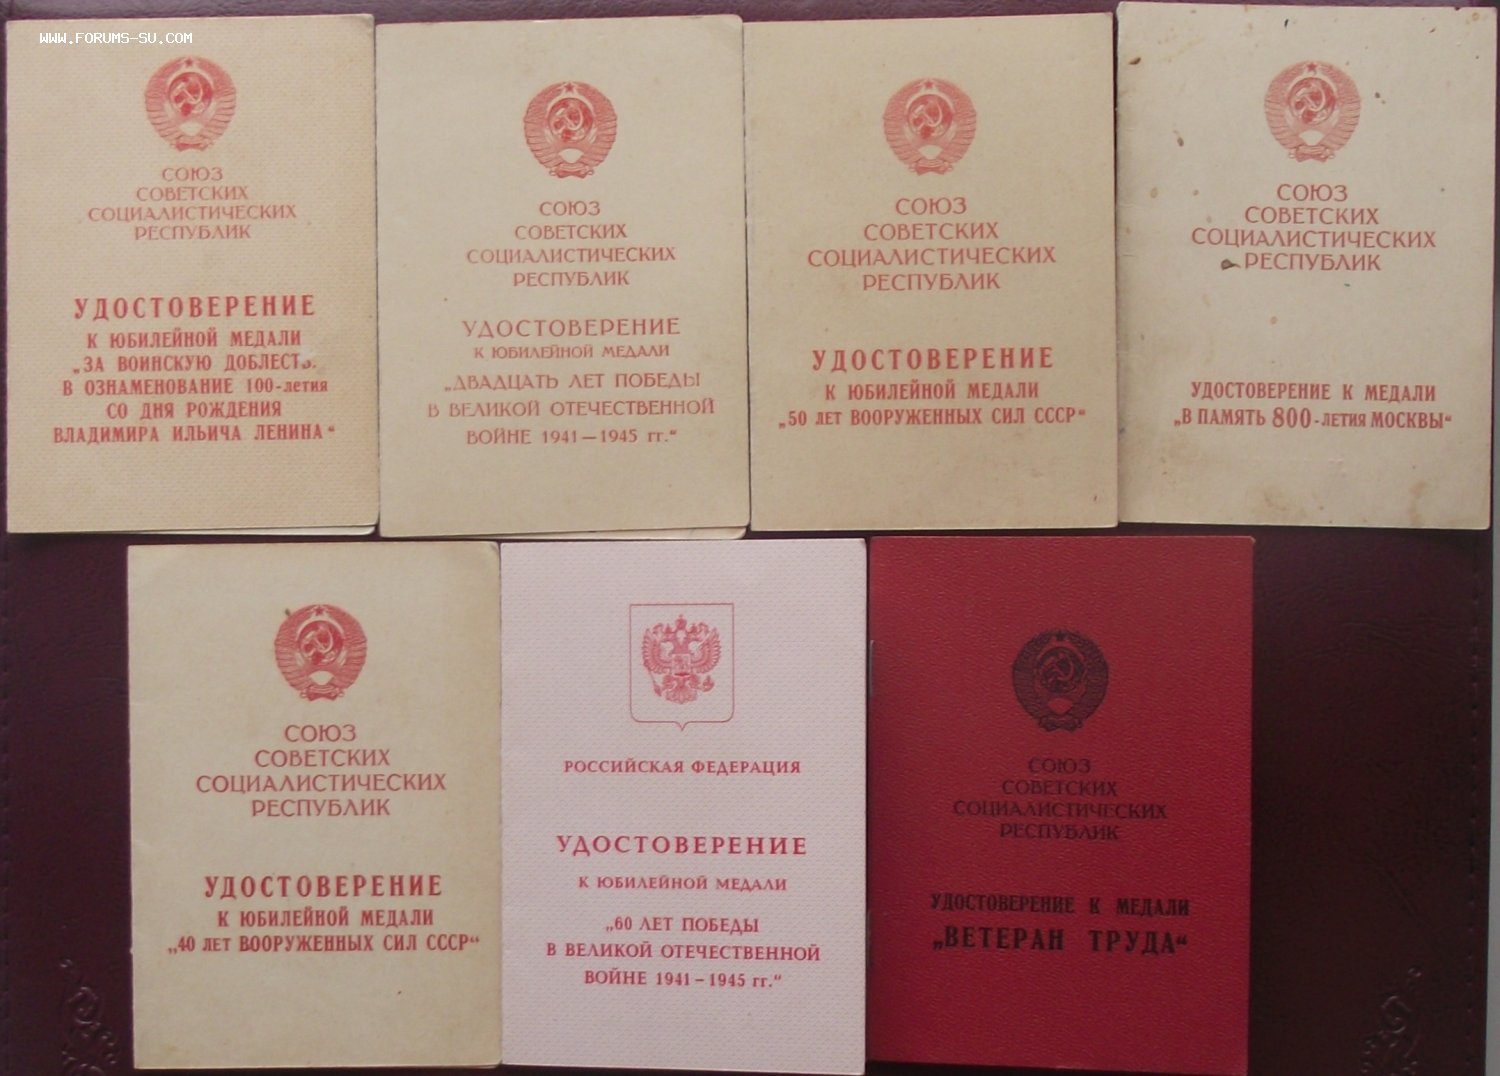 WWW.FORUMS-SU.COM
СОЮЗ
СОВЕТСКИХ
СОЦИАЛИСТИЧЕСКИХ
РЕСПУБЛИК
УДОСТОВЕРЕНИЕ
К ЮБИЛЕЙНОЙ МЕДАЛИ
„ЗА ВОИНСКУЮ ДОБЛЕСТЬ.
В ОЗНАМЕНОВАНИЕ 100-летия
СО ДНЯ РОЖДЕНИЯ
ВЛАДИМИРА ИЛЬИЧА ЛЕНИНА“
СОЮЗ
СОВЕТСКИХ
СОЦИАЛИСТИЧЕСКИХ
РЕСПУБЛИК
УДОСТОВЕРЕНИЕ
К ЮБИЛЕЙНОЙ МЕДАЛИ
„ДВАДЦАТЬ ЛЕТ ПОБЕДЫ
В ВЕЛИКОЙ ОТЕЧЕСТВЕННОЙ
ВОЙНЕ 1941—1945 гг.“
СОЮЗ
СОВЕТСКИХ
СОЦИАЛИСТИЧЕСКИХ
РЕСПУБЛИК
УДОСТОВЕРЕНИЕ
К ЮБИЛЕЙНОЙ МЕДАЛИ
„50 ЛЕТ ВООРУЖЕННЫХ СИЛ СССР“
СОЮЗ
СОВЕТСКИХ
СОЦИАЛИСТИЧЕСКИХ
РЕСПУБЛИК
УДОСТОВЕРЕНИЕ К МЕДАЛИ
„В ПАМЯТЬ 800-ЛЕТИЯ МОСКВЫ“
СОЮЗ
СОВЕТСКИХ
СОЦИАЛИСТИЧЕСКИХ
РЕСПУБЛИК
УДОСТОВЕРЕНИЕ
К ЮБИЛЕЙНОЙ МЕДАЛИ
„40 ЛЕТ ВООРУЖЕННЫХ СИЛ СССР“
РОССИЙСКАЯ ФЕДЕРАЦИЯ
УДОСТОВЕРЕНИЕ
К ЮБИЛЕЙНОЙ МЕДАЛИ
„60 ЛЕТ ПОБЕДЫ
В ВЕЛИКОЙ ОТЕЧЕСТВЕННОЙ
ВОЙНЕ 1941 – 1945 гг.“
СОЮЗ
СОВЕТСКИХ
СОЦИАЛИСТИЧЕСКИХ
РЕСПУБЛИК
УДОСТОВЕРЕНИЕ К МЕДАЛИ
„ВЕТЕРАН ТРУДА“